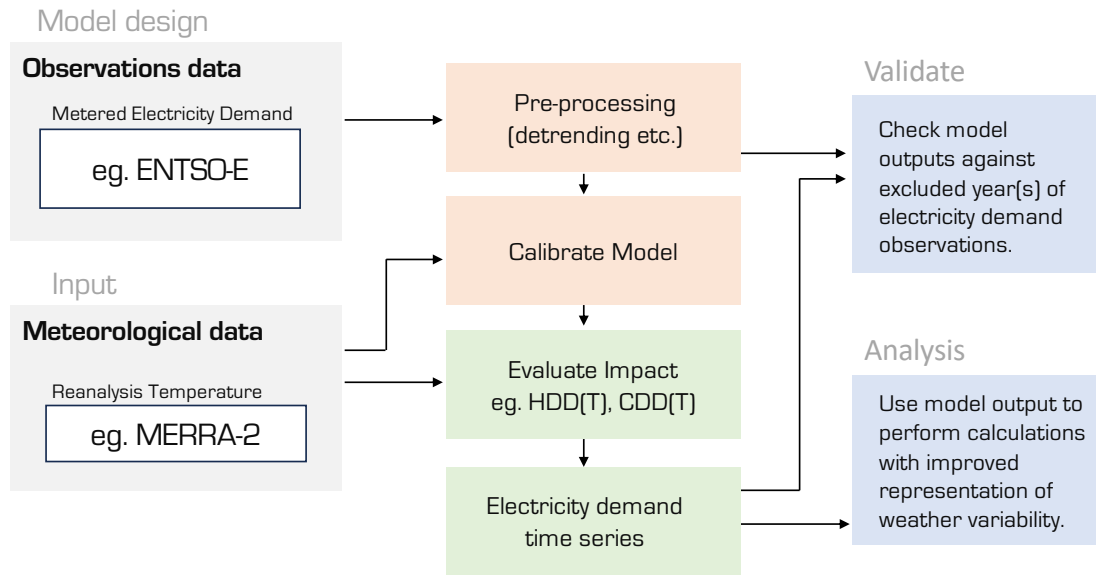 Model design
Observations data
Metered Electricity Demand
eg. ENTSO-E
Input
Meteorological data
Reanalysis Temperature
eg. MERRA-2
Pre-processing
(detrending etc.)
Calibrate Model
Evaluate Impact
eg. HDD(T), CDD(T)
Electricity demand
time series
Validate
Check model
outputs against
excluded year(s) of
electricity demand
observations.
Analysis
Use model output to
perform calculations
with improved
representation of
weather variability.